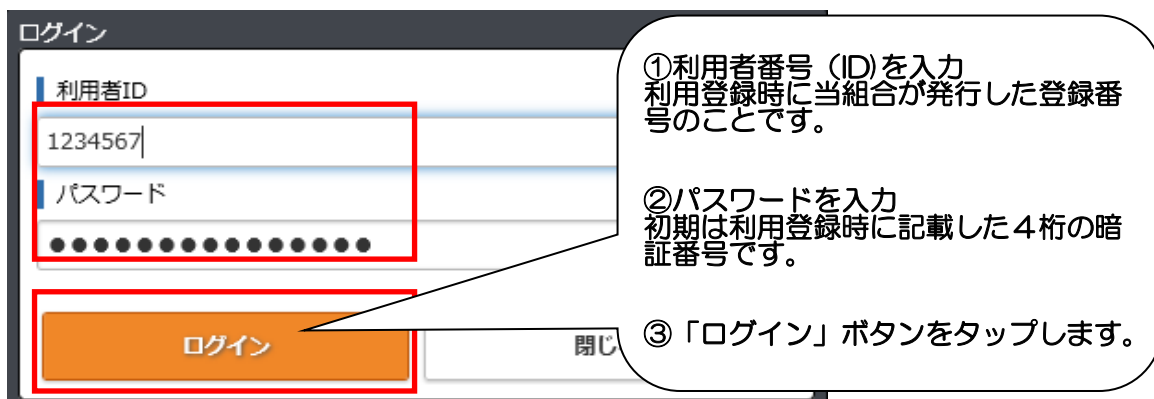 ログイン
利用者ID
1234567
パスワード
●●●●●●●●●●●●●●●
ログイン
閉じ
①利用者番号（ID)を入力
利用登録時に当組合が発行した登録番
号のことです。
②パスワードを入力
初期は利用登録時に記載した４桁の暗
証番号です。
③「ログイン」ボタンをタップします。